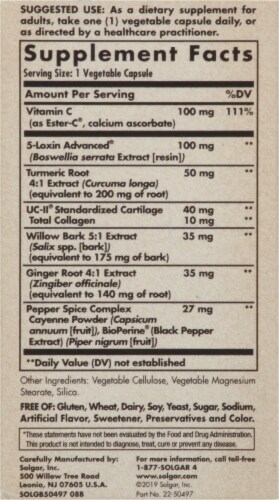 SUGGESTED USE: As a dietary supplement for
adults, take one (1) vegetable capsule daily, or
as directed by a healthcare practitioner.
Supplement Facts
Serving Size: 1 Vegetable Capsule
Amount Per Serving %DV
Vitamin C 100 mg 111%
(as Ester-C®, calcium ascorbate)
5-Loxin Advanced® 100 mg **
(Boswellia serrata Extract [resin])
Turmeric Root 50 mg **
4:1 Extract (Curcuma longa)
(equivalent to 200 mg of root)
UC-II® Standardized Cartilage 40 mg **
Total Collagen 10 mg **
Willow Bark 5:1 Extract 35 mg **
(Salix spp. [bark])
(equivalent to 175 mg of bark)
Ginger Root 4:1 Extract 35 mg **
(Zingiber officinale)
(equivalent to 140 mg of root)
Pepper Spice Complex 27 mg **
Cayenne Powder (Capsicum
annuum [fruit]), BioPerine® (Black Pepper
Extract) (Piper nigrum [fruit])
**Daily Value (DV) not established
Other Ingredients: Vegetable Cellulose, Vegetable Magnesium
Stearate, Silica.
FREE OF: Gluten, Wheat, Dairy, Soy, Yeast, Sugar, Sodium,
Artificial Flavor, Sweetener, Preservatives and Color.
*These statements have not been evaluated by the Food and Drug Administration.
This product is not intended to diagnose, treat, cure or prevent any disease.
Carefully Manufactured by: For more information, call toll-free
Solgar, Inc. 1-877-SOLGAR 4
500 Willow Tree Road www.solgar.com
Leonia, NJ 07605 U.S.A. ©2019 Solgar, Inc.
SOLGB50497 08B Part No. 22-50497